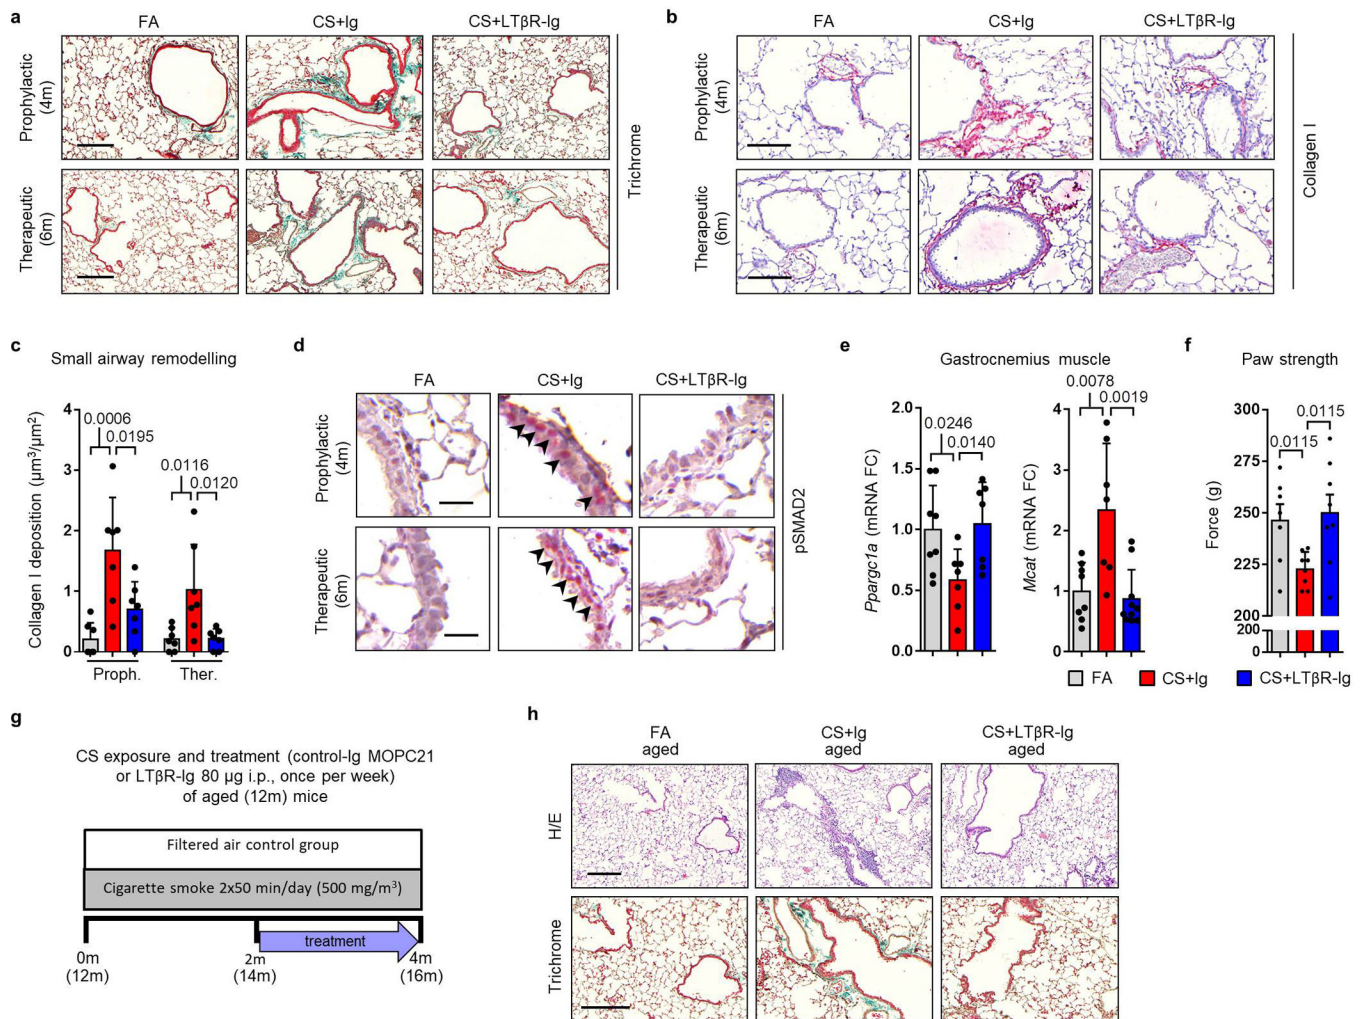 a
FA
CS+Ig
CS+LTβR-Ig
Prophylactic
(4m)
Therapeutic
(6m)
Trichrome
b
FA
CS+Ig
CS+LTβR-Ig
Prophylactic
(4m)
Therapeutic
(6m)
Collagen I
c
Small airway remodelling
Collagen I deposition (μm³/μm²)
4
3
2
1
0
0.0006
0.0195
0.0116
0.0120
Proph.
Ther.
d
FA
CS+Ig
CS+LTβR-Ig
Prophylactic
(4m)
Therapeutic
(6m)
pSMAD2
e
Gastrocnemius muscle
Ppargc1a (mRNA FC)
2.0
1.5
1.0
0.5
0
0.0246
0.0140
Mcat (mRNA FC)
4
3
2
1
0
0.0078
0.0019
f
Paw strength
Force (g)
300
275
250
225
200
200
0
0.0115
0.0115
FA
CS+Ig
CS+LTβR-Ig
g
CS exposure and treatment (control-Ig MOPC21
or LTβR-Ig 80 μg i.p., once per week)
of aged (12m) mice
Filtered air control group
Cigarette smoke 2x50 min/day (500 mg/m³)
treatment
0m
(12m)
2m
(14m)
4m
(16m)
h
FA
aged
CS+Ig
aged
CS+LTβR-Ig
aged
H/E
Trichrome